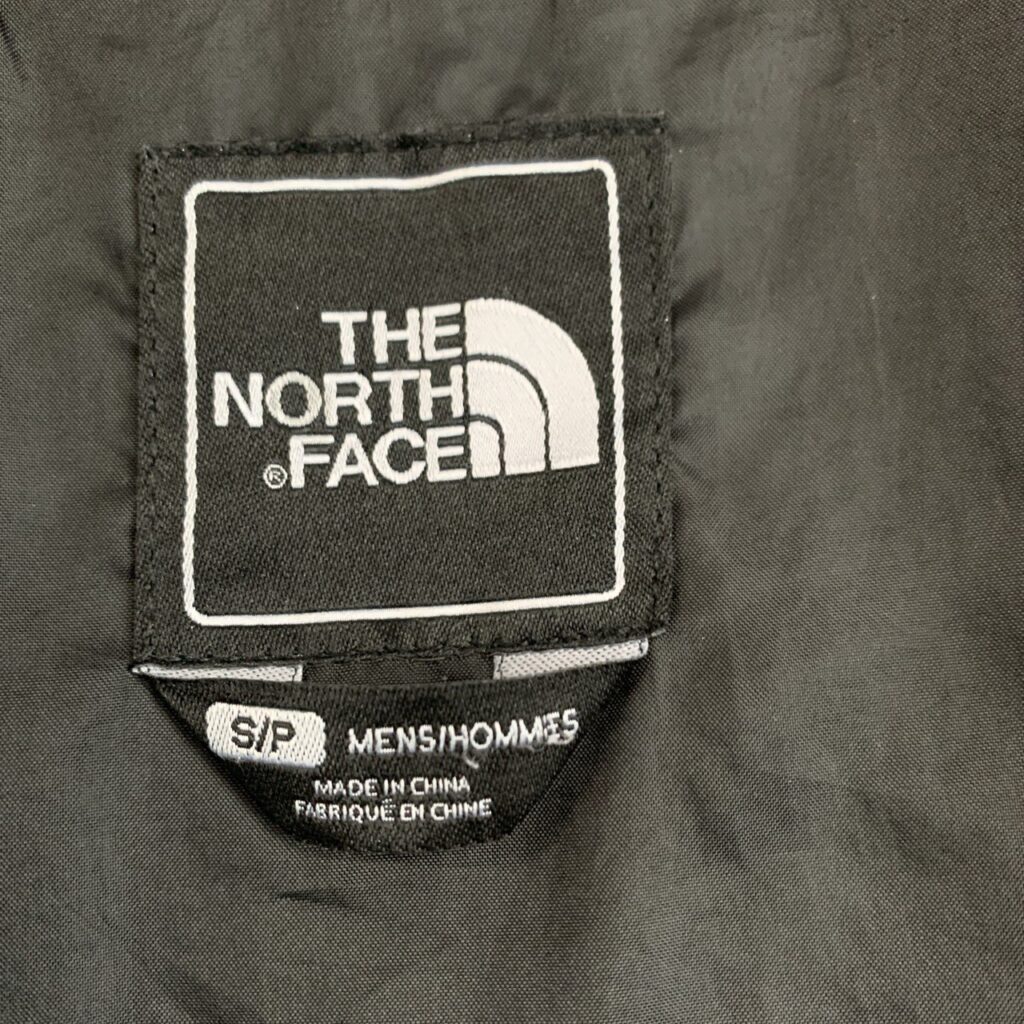 THE
NORTH
®FACE
S/P MENS/HOMMES
MADE IN CHINA
FABRIQUÉ EN CHINE